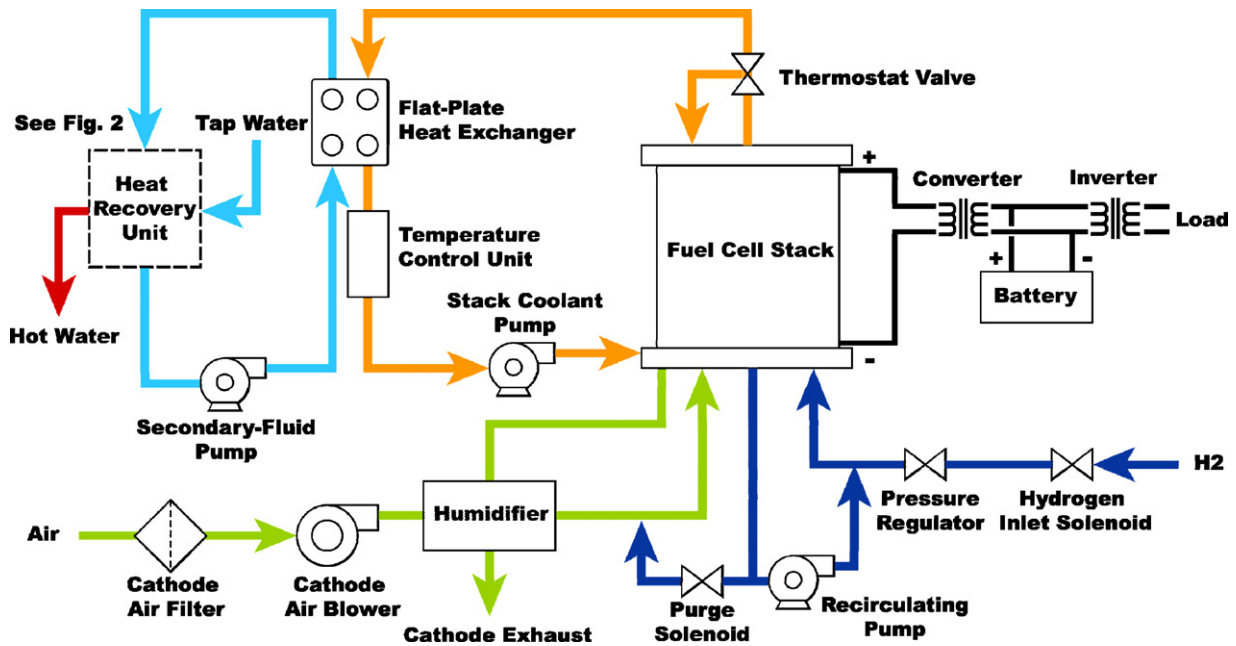 Thermostat Valve
See Fig. 2
Tap Water
Flat-Plate
Heat Exchanger
+
Converter
Inverter
Heat
Recovery
Unit
Temperature
Control Unit
Fuel Cell Stack
Load
+
-
Battery
Hot Water
Stack Coolant
Pump
-
Secondary-Fluid
Pump
H2
Pressure
Regulator
Hydrogen
Inlet Solenoid
Air
Humidifier
Cathode
Air Filter
Cathode
Air Blower
Cathode Exhaust
Purge
Solenoid
Recirculating
Pump